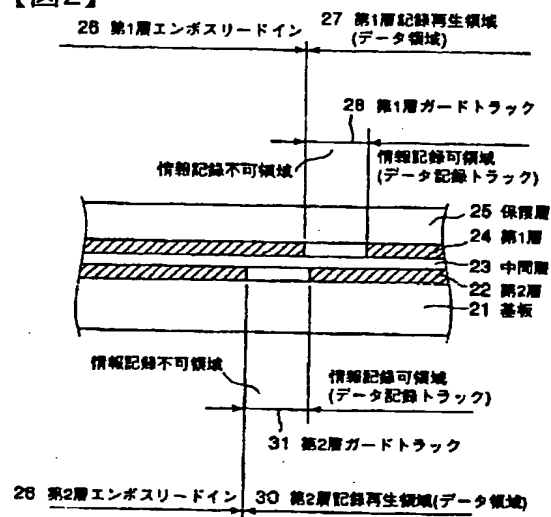 【図2】
26 第1層エンボスリードイン
27 第1層記録再生領域
(データ領域)
28 第1層ガードトラック
情報記録不可領域
情報記録可領域
(データ記録トラック)
25 保護層
24 第1層
23 中間層
22 第2層
21 基板
情報記録不可領域
情報記録可領域
(データ記録トラック)
31 第2層ガードトラック
28 第2層エンボスリードイン
30 第2層記録再生領域(データ領域)